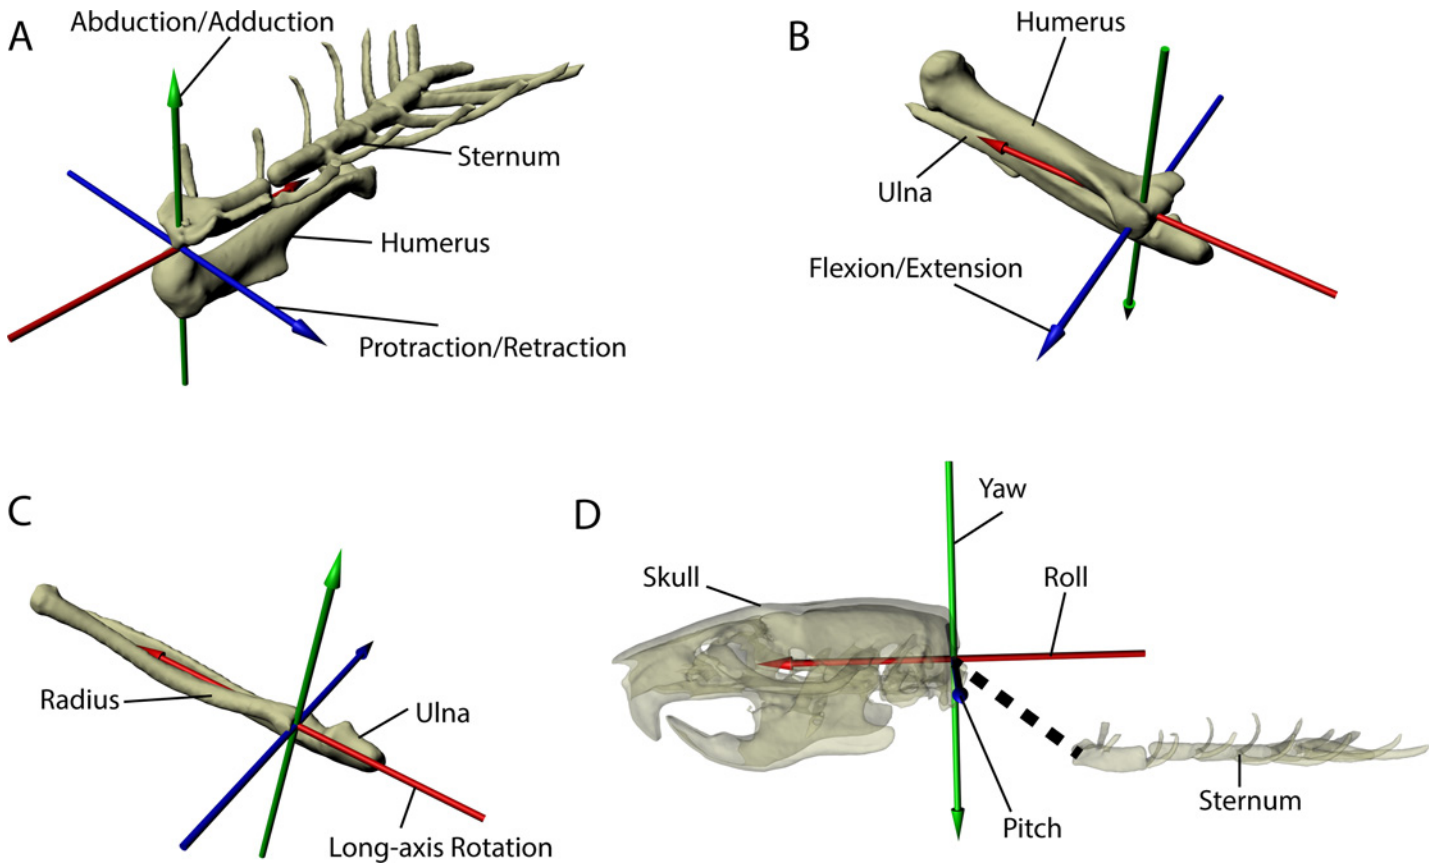 A
Abduction/Adduction
Sternum
Humerus
Protraction/Retraction
B
Humerus
Ulna
Flexion/Extension
C
Radius
Ulna
Long-axis Rotation
D
Yaw
Skull
Roll
Pitch
Sternum